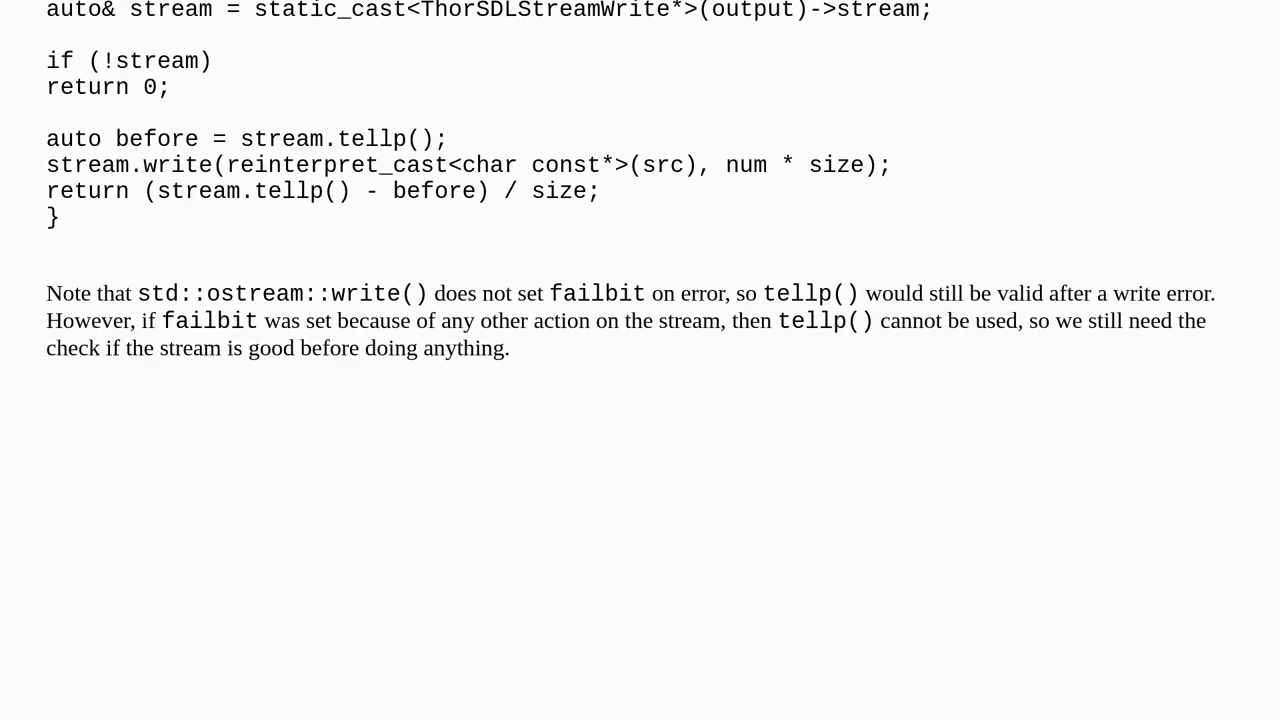 auto& stream = static_cast<ThorSDLStreamWrite*>(output)->stream;
if (!stream)
return 0;
auto before = stream.tellp();
stream.write(reinterpret_cast<char const*>(src), num * size);
return (stream.tellp() - before) / size;
}
Note that std::ostream::write() does not set failbit on error, so tellp() would still be valid after a write error.
However, if failbit was set because of any other action on the stream, then tellp() cannot be used, so we still need the
check if the stream is good before doing anything.